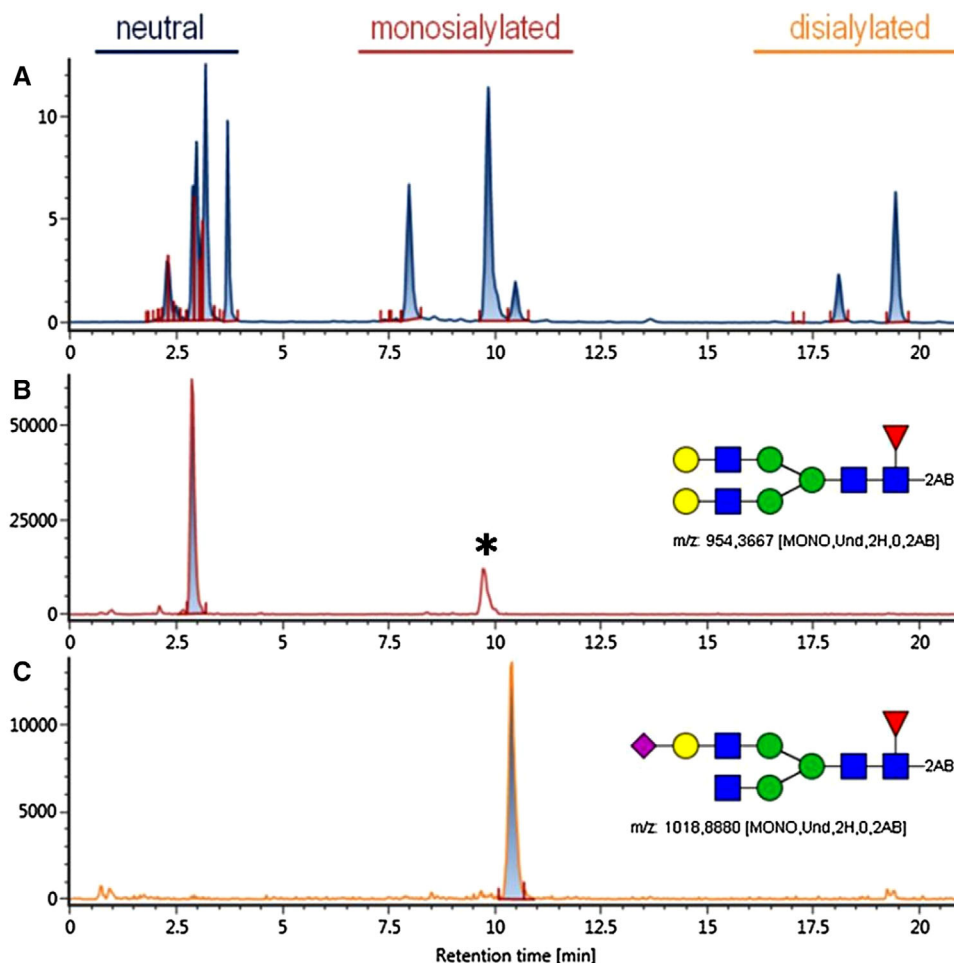 neutral monosialylated disialylated
A
10
5
0
0 2.5 5 7.5 10 12.5 15 17.5 20
B
50000
25000
0
*
2AB
m/z: 954,3667 [MONO,Und,2H,0,2AB]
0 2.5 5 7.5 10 12.5 15 17.5 20
C
10000
5000
0
2AB
m/z: 1018,8880 [MONO,Und,2H,0,2AB]
0 2.5 5 7.5 10 12.5 15 17.5 20
Retention time [min]